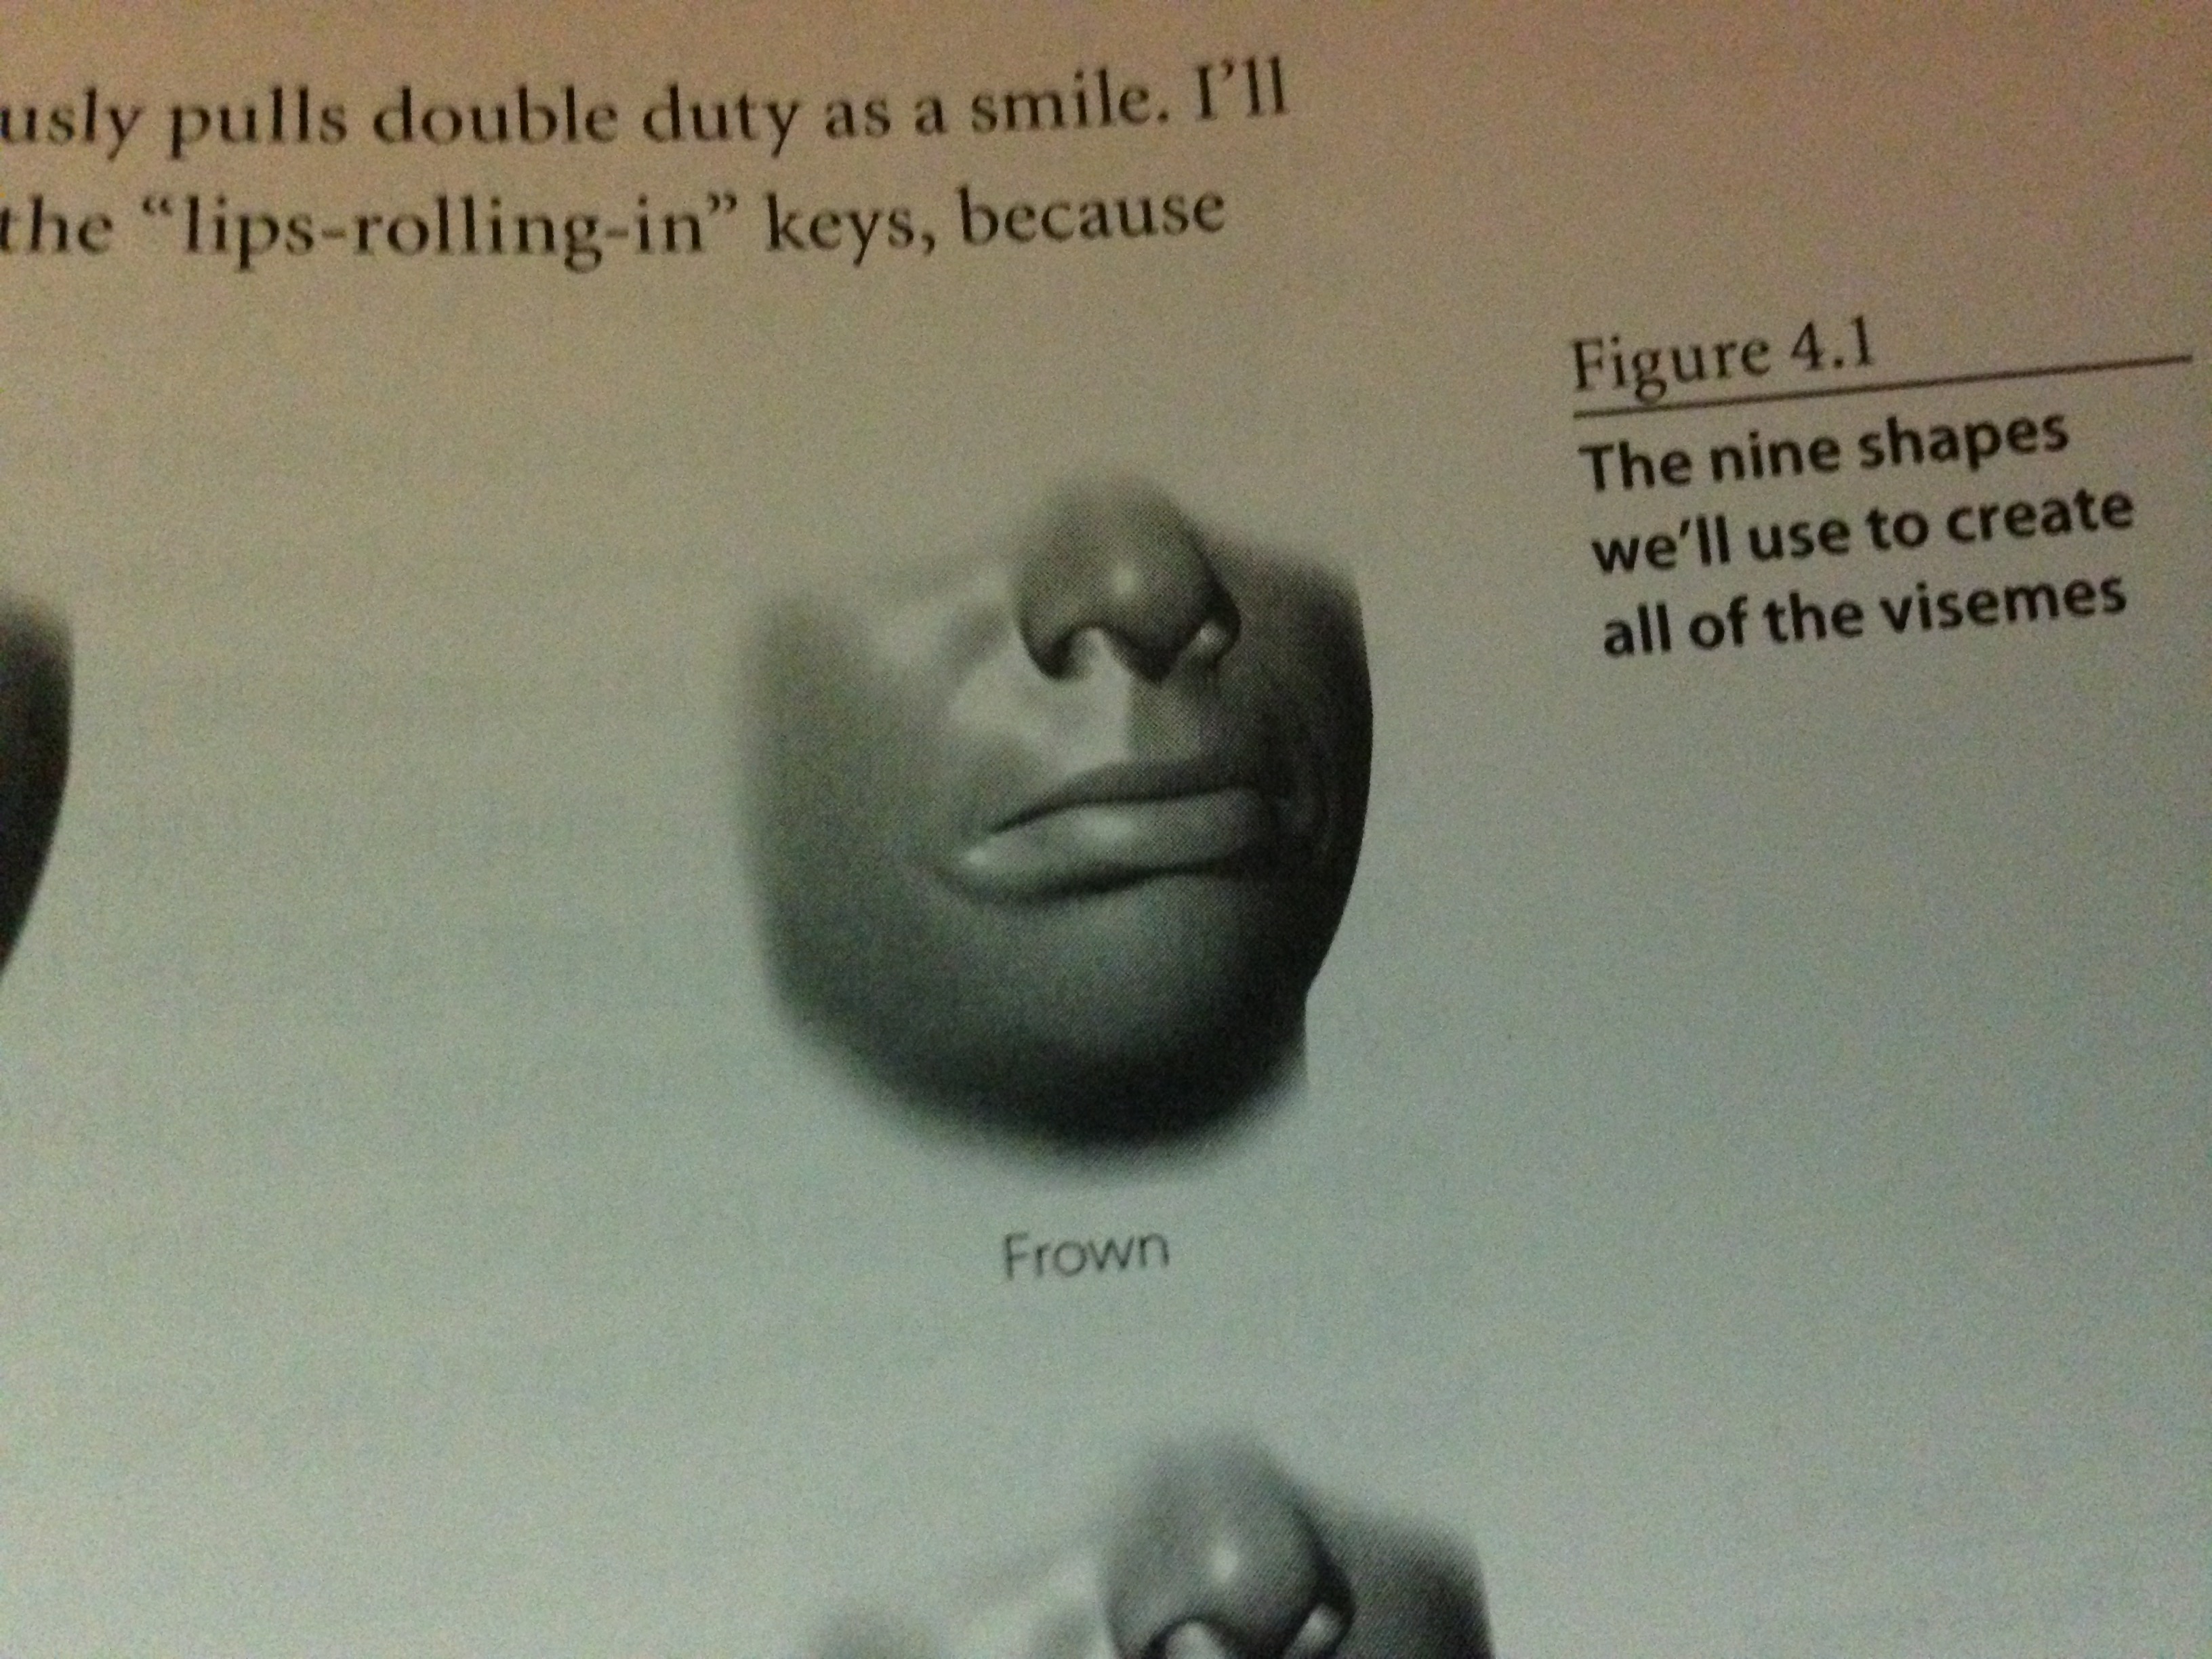 usly pulls double duty as a smile. I'll
the “lips-rolling-in” keys, because
Figure 4.1
The nine shapes
we'll use to create
all of the visemes
Frown